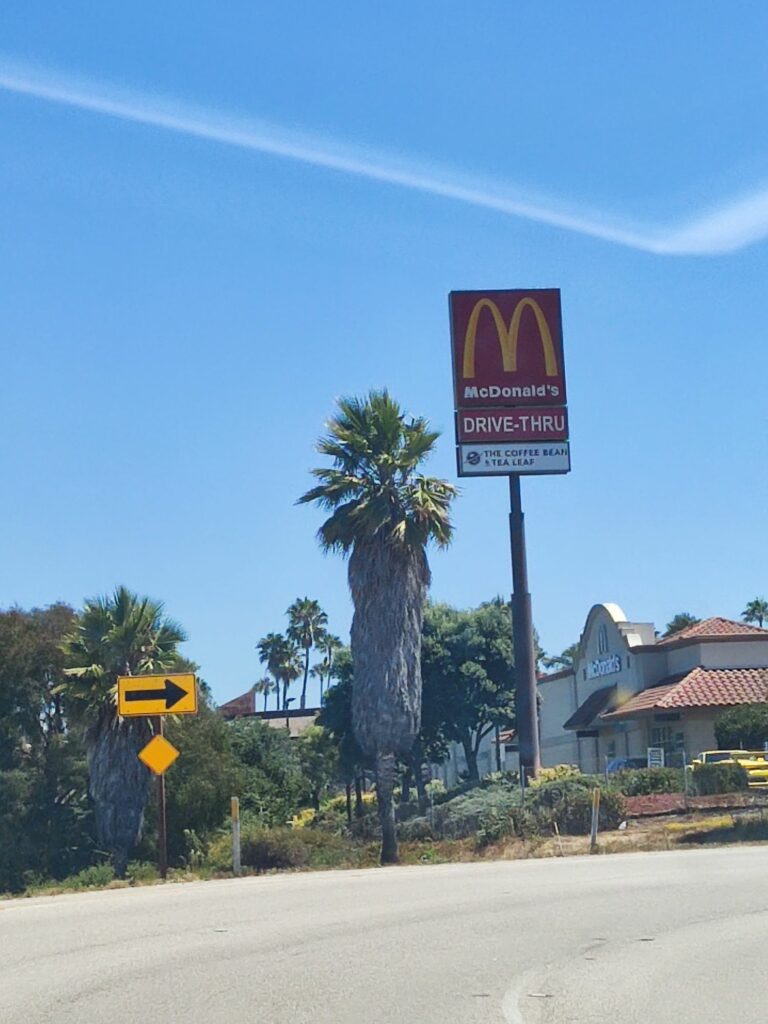 McDonald's
DRIVE-THRU
THE COFFEE BEAN
& TEA LEAF
McDonald's